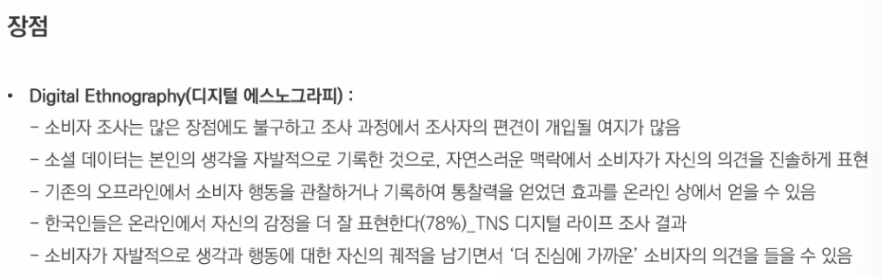 장점
• Digital Ethnography(디지털 에스노그라피) :
– 소비자 조사는 많은 장점에도 불구하고 조사 과정에서 조사자의 편견이 개입될 여지가 많음
– 소셜 데이터는 본인의 생각을 자발적으로 기록한 것으로, 자연스러운 맥락에서 소비자가 자신의 의견을 진솔하게 표현
– 기존의 오프라인에서 소비자 행동을 관찰하거나 기록하여 통찰력을 얻었던 효과를 온라인 상에서 얻을 수 있음
– 한국인들은 온라인에서 자신의 감정을 더 잘 표현한다(78%)_TNS 디지털 라이프 조사 결과
– 소비자가 자발적으로 생각과 행동에 대한 자신의 궤적을 남기면서 ‘더 진심에 가까운’ 소비자의 의견을 들을 수 있음